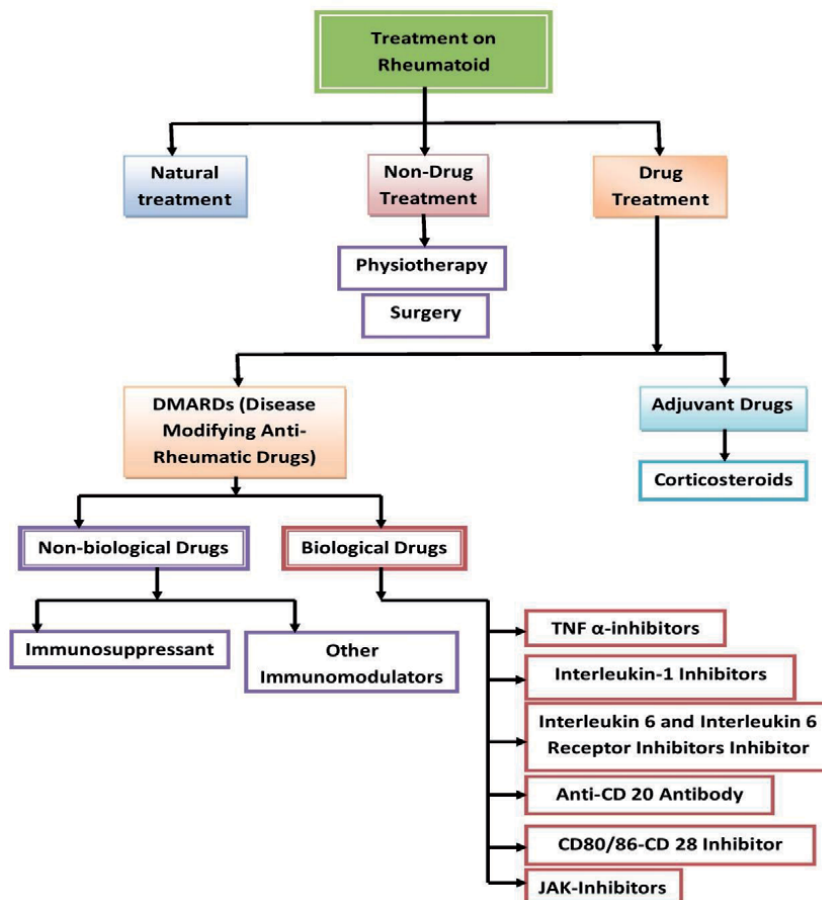 Treatment on
Rheumatoid
Natural
treatment
Non-Drug
Treatment
Drug
Treatment
Physiotherapy
Surgery
DMARDs (Disease
Modifying Anti-
Rheumatic Drugs)
Adjuvant Drugs
Corticosteroids
Non-biological Drugs
Biological Drugs
Immunosuppressant
Other
Immunomodulators
TNF α-inhibitors
Interleukin-1 Inhibitors
Interleukin 6 and Interleukin 6
Receptor Inhibitors Inhibitor
Anti-CD 20 Antibody
CD80/86-CD 28 Inhibitor
JAK-Inhibitors